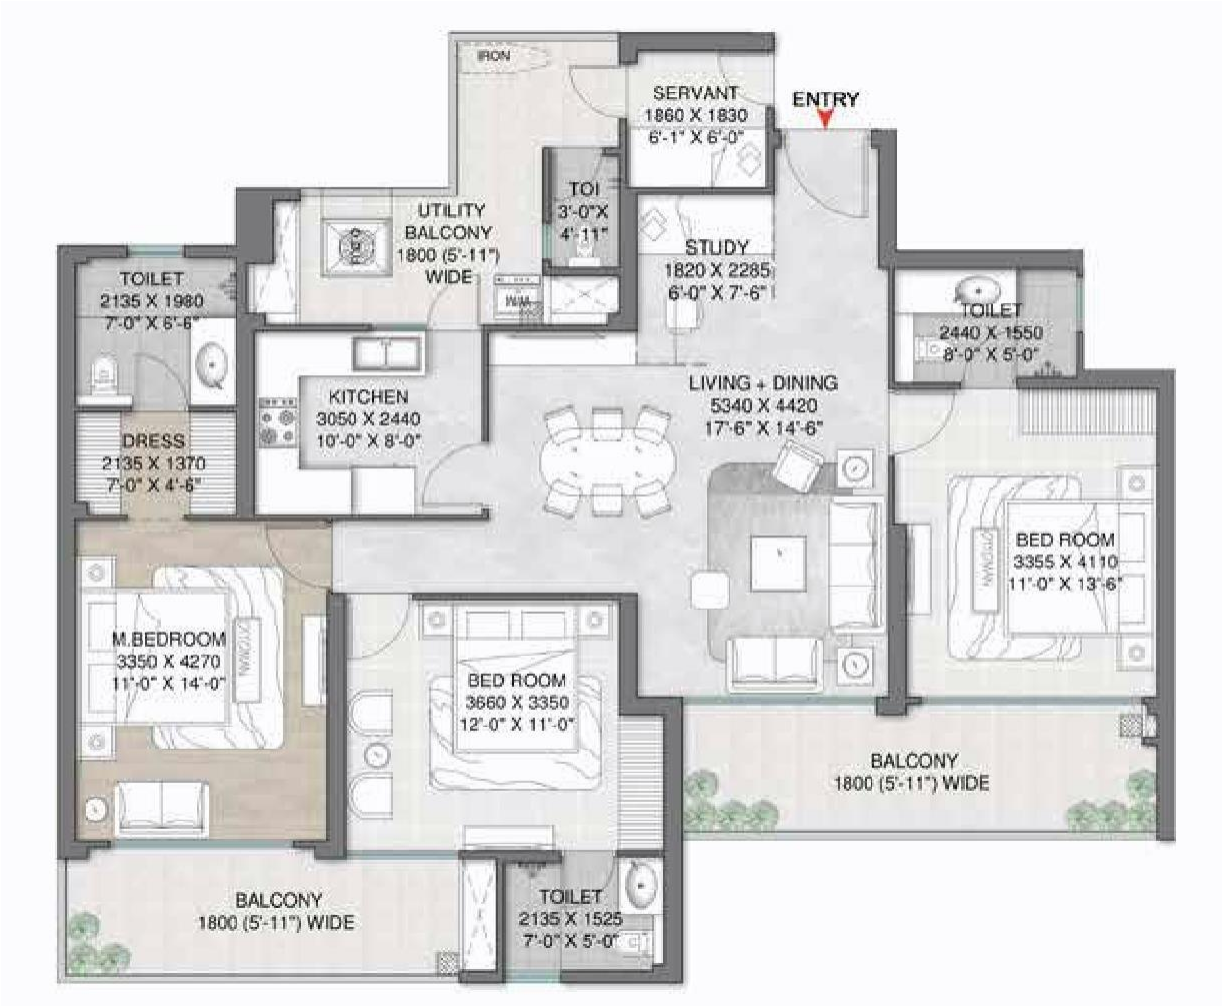 IRON
SERVANT
1860 X 1830
6'-1" X 6'-0"
ENTRY
TOI
3'-0"X
4'-11"
UTILITY
BALCONY
1800 (5'-11")
WIDE
STUDY
1820 X 2285
6'-0" X 7'-6"
TOILET
2135 X 1980
7'-0" X 6'-6"
W/M
TOILET
2440 X 1550
8'-0" X 5'-0"
KITCHEN
3050 X 2440
10'-0" X 8'-0"
LIVING + DINING
5340 X 4420
17'-6" X 14'-6"
DRESS
2135 X 1370
7'-0" X 4'-6"
BED ROOM
3355 X 4110
11'-0" X 13'-6"
OTTOMAN
M.BEDROOM
3350 X 4270
11'-0" X 14'-0"
OTTOMAN
BED ROOM
3660 X 3350
12'-0" X 11'-0"
BALCONY
1800 (5'-11") WIDE
BALCONY
1800 (5'-11") WIDE
TOILET
2135 X 1525
7'-0" X 5'-0"